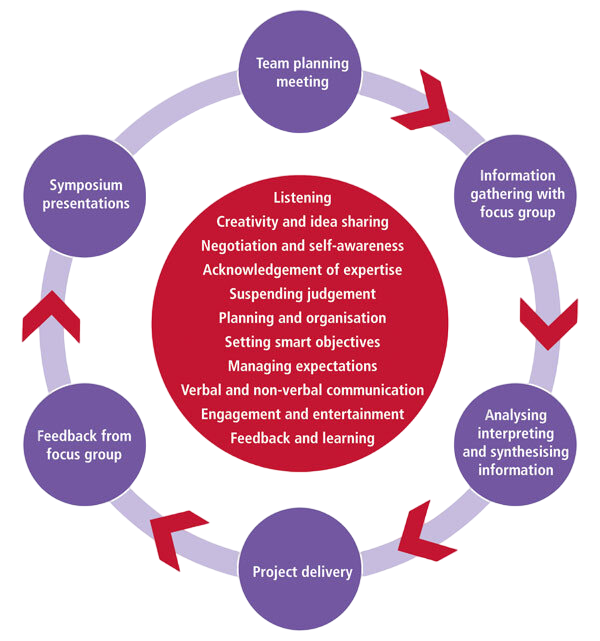 Team planning
meeting
Information
gathering with
focus group
Analysing
interpreting
and synthesising
information
Project delivery
Feedback from
focus group
Symposium
presentations
Listening
Creativity and idea sharing
Negotiation and self-awareness
Acknowledgement of expertise
Suspending judgement
Planning and organisation
Setting smart objectives
Managing expectations
Verbal and non-verbal communication
Engagement and entertainment
Feedback and learning